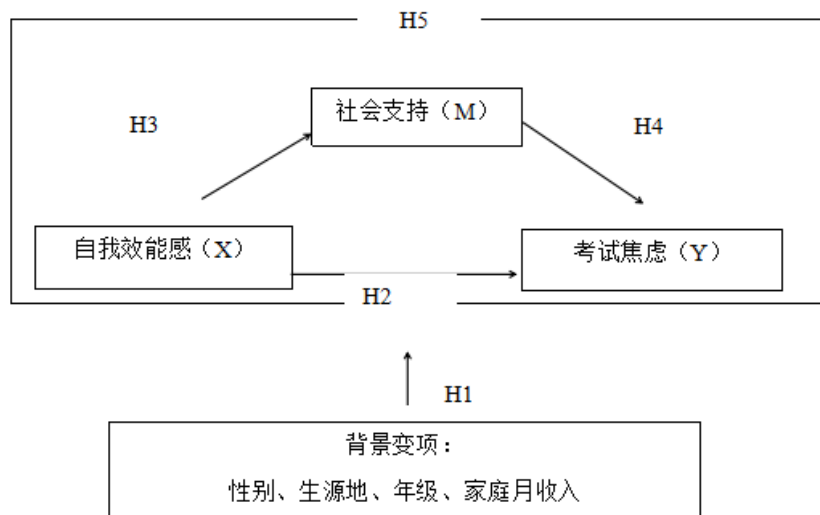 H5
社会支持（M）
H3
H4
自我效能感（X）
考试焦虑（Y）
H2
H1
背景变项：
性别、生源地、年级、家庭月收入